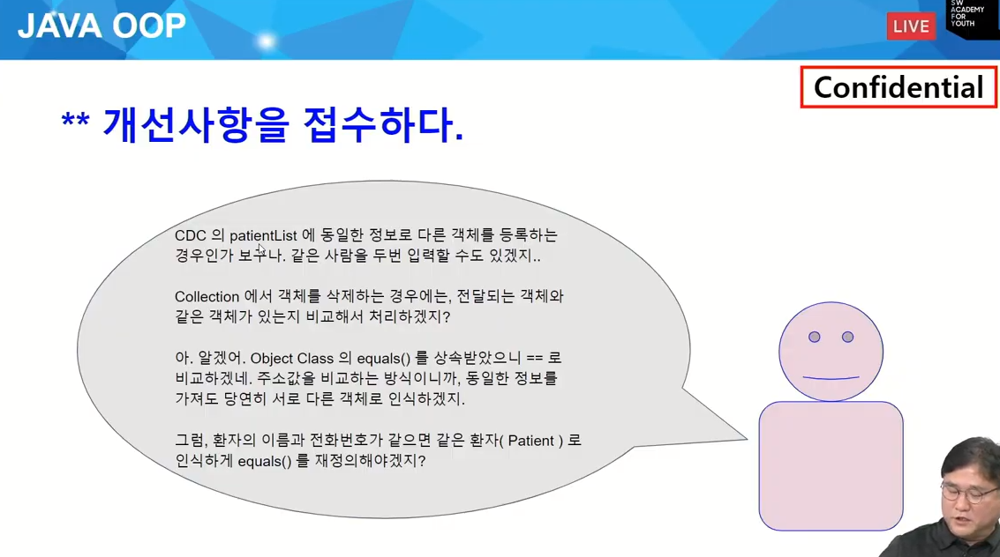 JAVA OOP
LIVE
SW
ACADEMY
FOR
YOUTH
Confidential
** 개선사항을 접수하다.
CDC 의 patientList 에 동일한 정보로 다른 객체를 등록하는
경우인가 보구나. 같은 사람을 두번 입력할 수도 있겠지..
Collection 에서 객체를 삭제하는 경우에는, 전달되는 객체와
같은 객체가 있는지 비교해서 처리하겠지?
아. 알겠어. Object Class 의 equals() 를 상속받았으니 == 로
비교하겠네. 주소값을 비교하는 방식이니까, 동일한 정보를
가져도 당연히 서로 다른 객체로 인식하겠지.
그럼, 환자의 이름과 전화번호가 같으면 같은 환자( Patient ) 로
인식하게 equals() 를 재정의해야겠지?